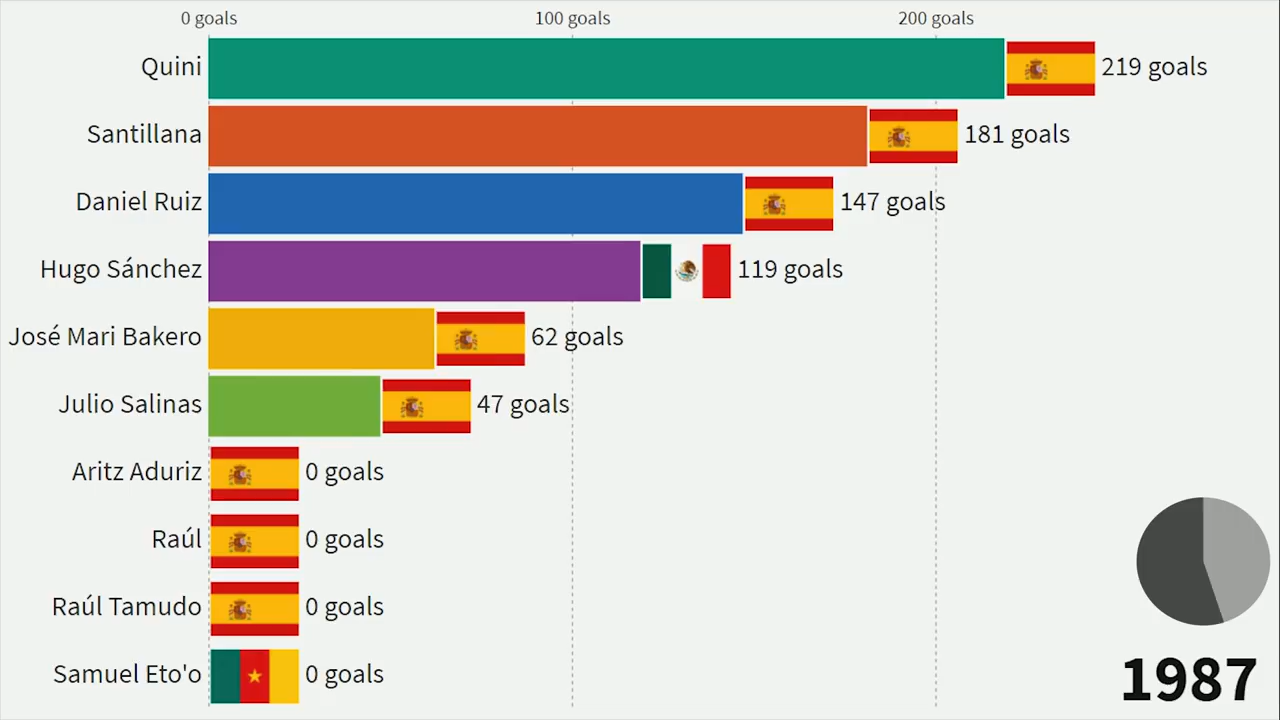 0 goals 100 goals 200 goals
Quini 219 goals
Santillana 181 goals
Daniel Ruiz 147 goals
Hugo Sánchez 119 goals
José Mari Bakero 62 goals
Julio Salinas 47 goals
Aritz Aduriz 0 goals
Raúl 0 goals
Raúl Tamudo 0 goals
Samuel Eto'o 0 goals
1987